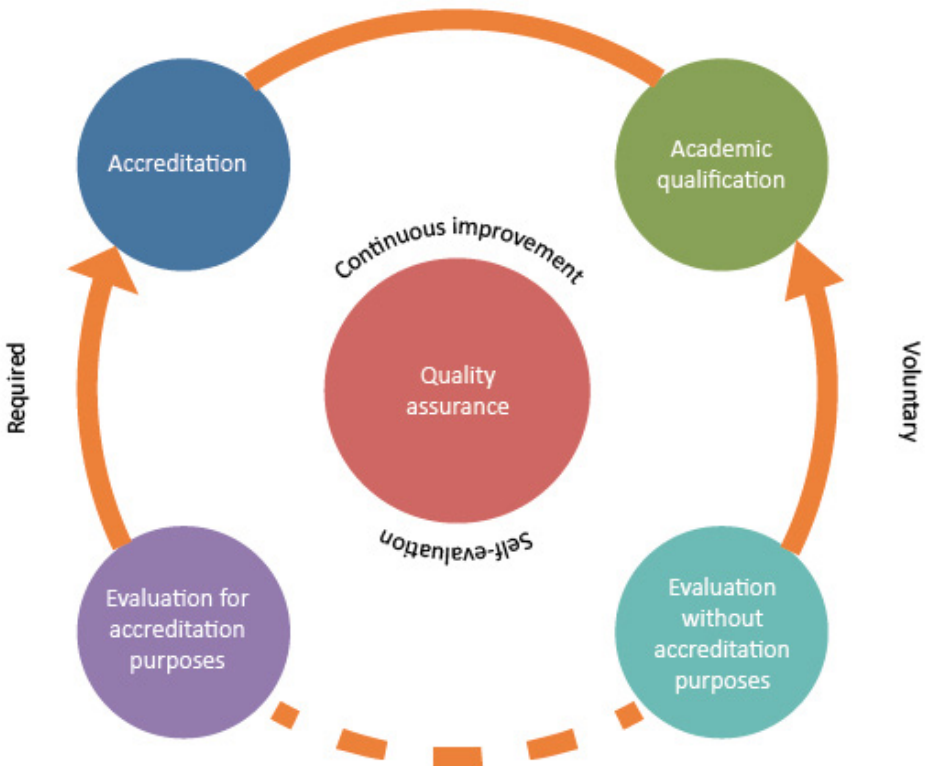 Accreditation
Academic
qualification
Continuous improvement
Required
Quality
assurance
Voluntary
Self-evaluation
Evaluation for
accreditation
purposes
Evaluation
without
accreditation
purposes